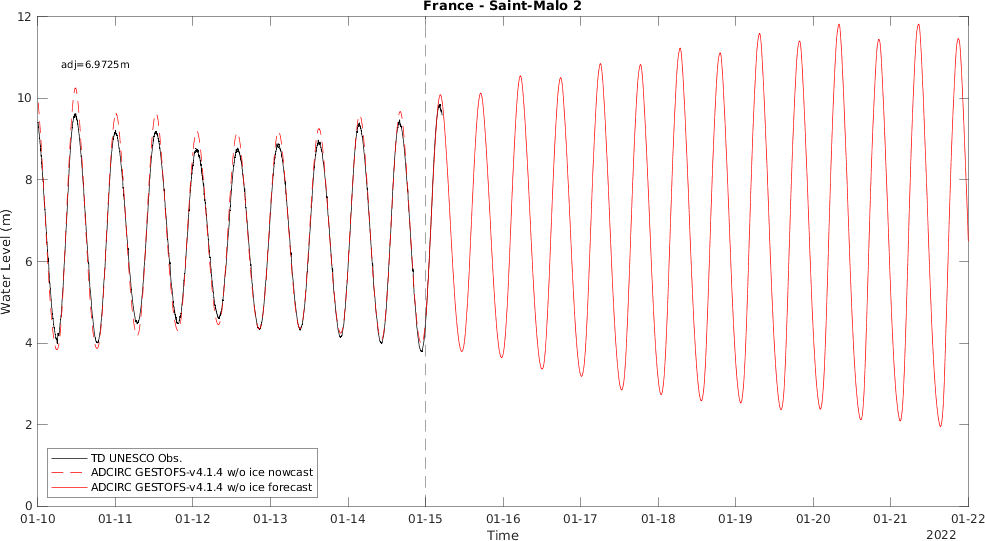 France - Saint-Malo 2
12
10
8
6
4
2
0
Water Level (m)
adj=6.9725m
TD UNESCO Obs.
ADCIRC GESTOFS-v4.1.4 w/o ice nowcast
ADCIRC GESTOFS-v4.1.4 w/o ice forecast
01-10 01-11 01-12 01-13 01-14 01-15 01-16 01-17 01-18 01-19 01-20 01-21 01-22
Time
2022